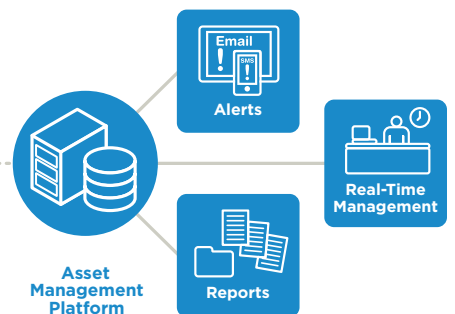 Email
SMS
Alerts
Real-Time
Management
Asset
Management
Platform
Reports